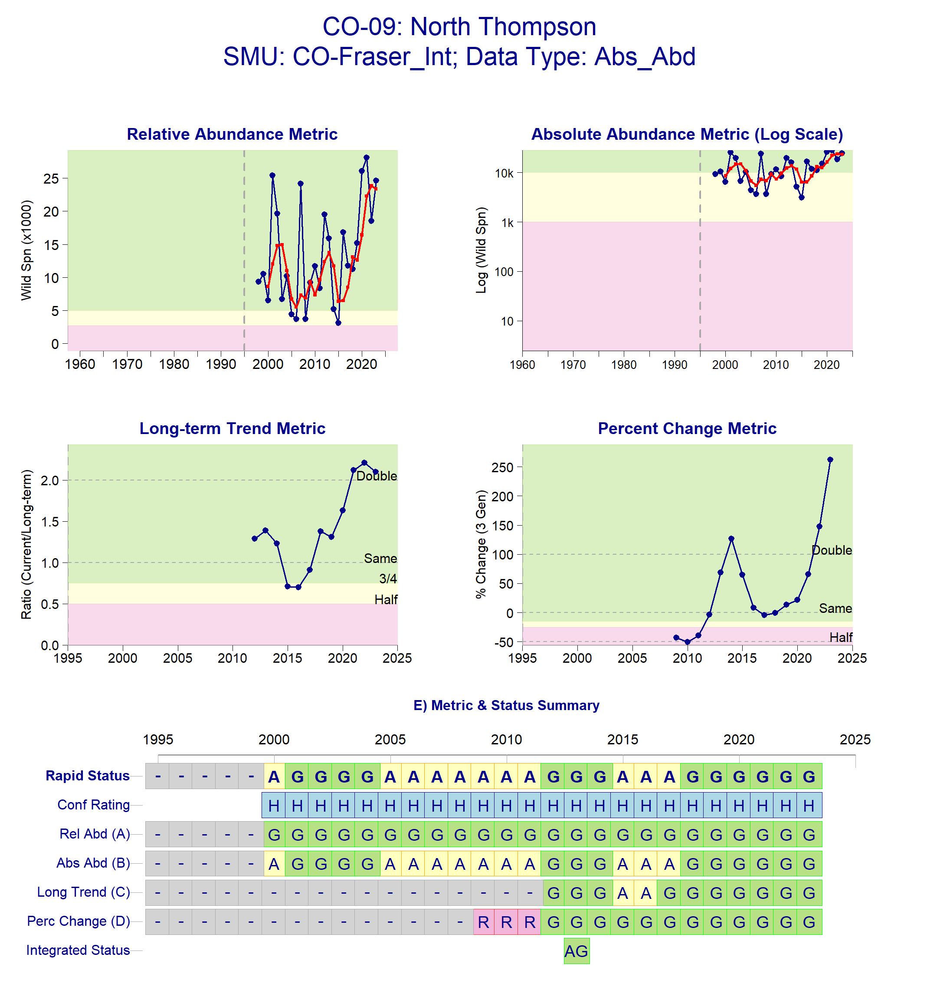 CO-09: North Thompson
SMU: CO-Fraser_Int; Data Type: Abs_Abd
Relative Abundance Metric
Wild Spn (x1000)
25
20
15
10
5
0
1960 1970 1980 1990 2000 2010 2020
Absolute Abundance Metric (Log Scale)
Log (Wild Spn)
10k
1k
100
10
1960 1970 1980 1990 2000 2010 2020
Long-term Trend Metric
Ratio (Current/Long-term)
2.0
1.5
1.0
0.5
0.0
Double
Same
3/4
Half
1995 2000 2005 2010 2015 2020 2025
Percent Change Metric
% Change (3 Gen)
250
200
150
100
50
0
-50
Double
Same
Half
1995 2000 2005 2010 2015 2020 2025
E) Metric & Status Summary
1995 2000 2005 2010 2015 2020 2025
Rapid Status - - - - - A G G G G A A A A A A A G G G A A A G G G G G G
Conf Rating H H H H H H H H H H H H H H H H H H H H H H H H
Rel Abd (A) - - - - - G G G G G G G G G G G G G G G G G G G G G G G G
Abs Abd (B) - - - - - A G G G G A A A A A A A G G G A A A G G G G G G
Long Trend (C) - - - - - - - - - - - - - - - - - G G G A A G G G G G G G
Perc Change (D) - - - - - - - - - - - - - - R R R G G G G G G G G G G G G
Integrated Status AG